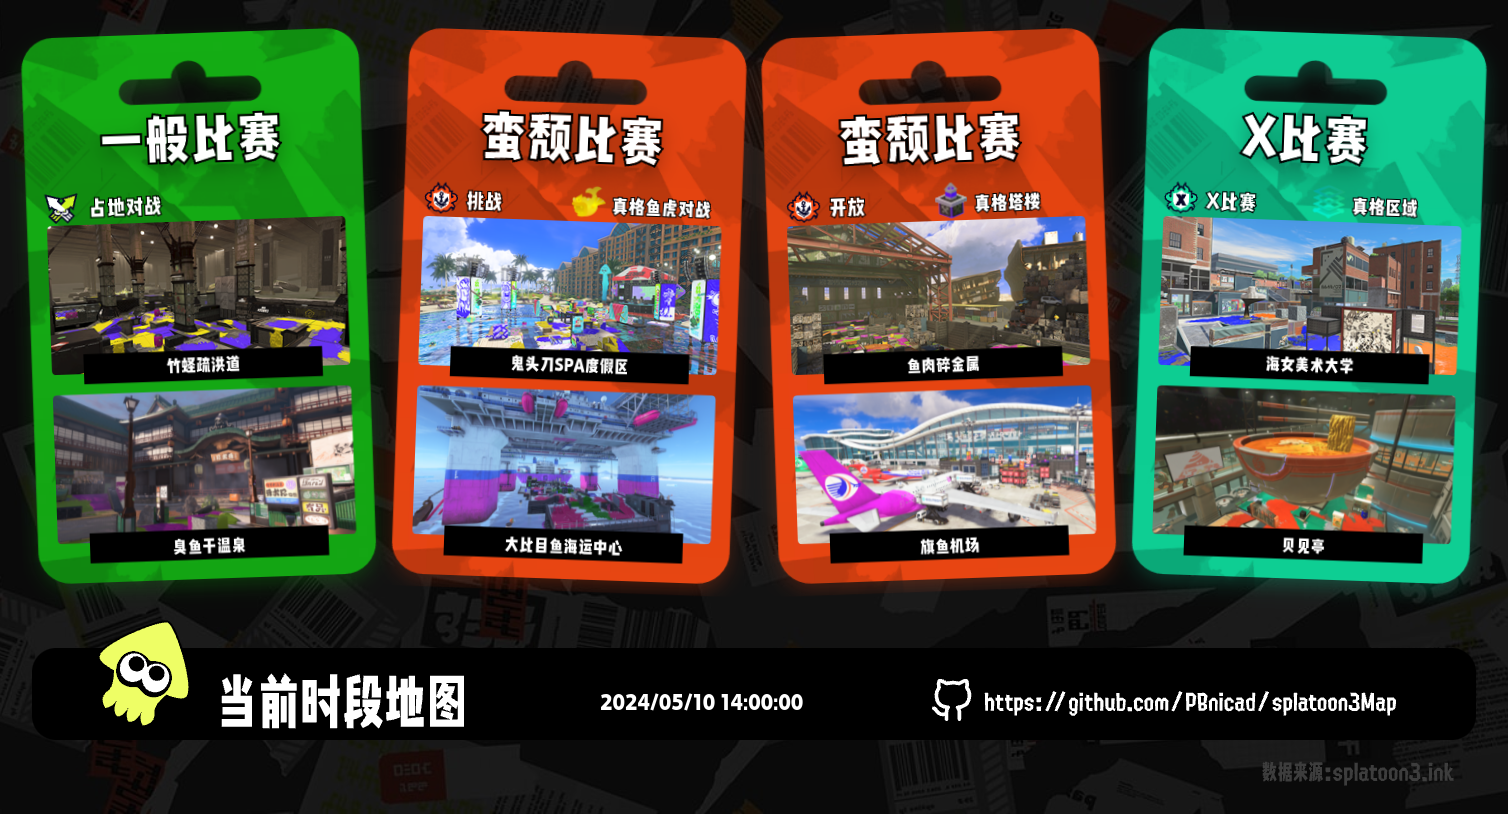 一般比赛
占地对战
竹蛏疏洪道
臭鱼干温泉
蛮颓比赛
挑战
真格鱼虎对战
鬼头刀SPA度假区
大比目鱼海运中心
蛮颓比赛
开放
真格塔楼
鱼肉碎金属
旗鱼机场
X比赛
X比赛
真格区域
海女美术大学
贝见亭
当前时段地图
2024/05/10 14:00:00
https://github.com/PBnicad/splatoon3Map
数据来源:splatoon3.ink